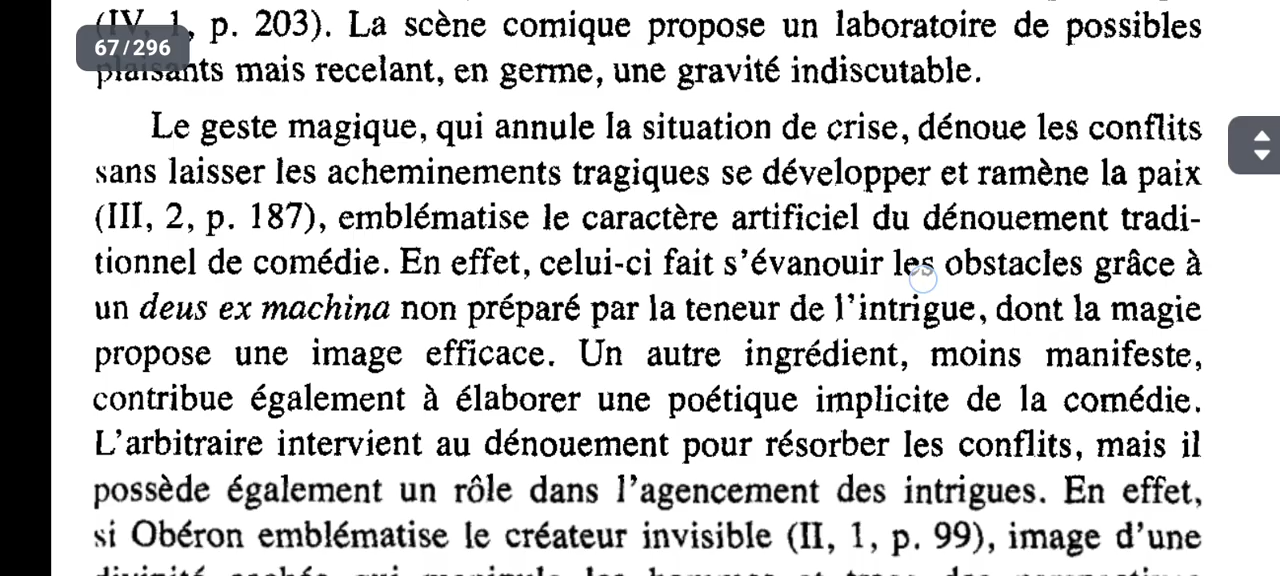 (IV, 1, p. 203). La scène comique propose un laboratoire de possibles
67/296
plaisants mais recelant, en germe, une gravité indiscutable.
Le geste magique, qui annule la situation de crise, dénoue les conflits
sans laisser les acheminements tragiques se développer et ramène la paix
(III, 2, p. 187), emblématise le caractère artificiel du dénouement tradi-
tionnel de comédie. En effet, celui-ci fait s’évanouir les obstacles grâce à
un deus ex machina non préparé par la teneur de l’intrigue, dont la magie
propose une image efficace. Un autre ingrédient, moins manifeste,
contribue également à élaborer une poétique implicite de la comédie.
L’arbitraire intervient au dénouement pour résorber les conflits, mais il
possède également un rôle dans l’agencement des intrigues. En effet,
si Obéron emblématise le créateur invisible (II, 1, p. 99), image d’une